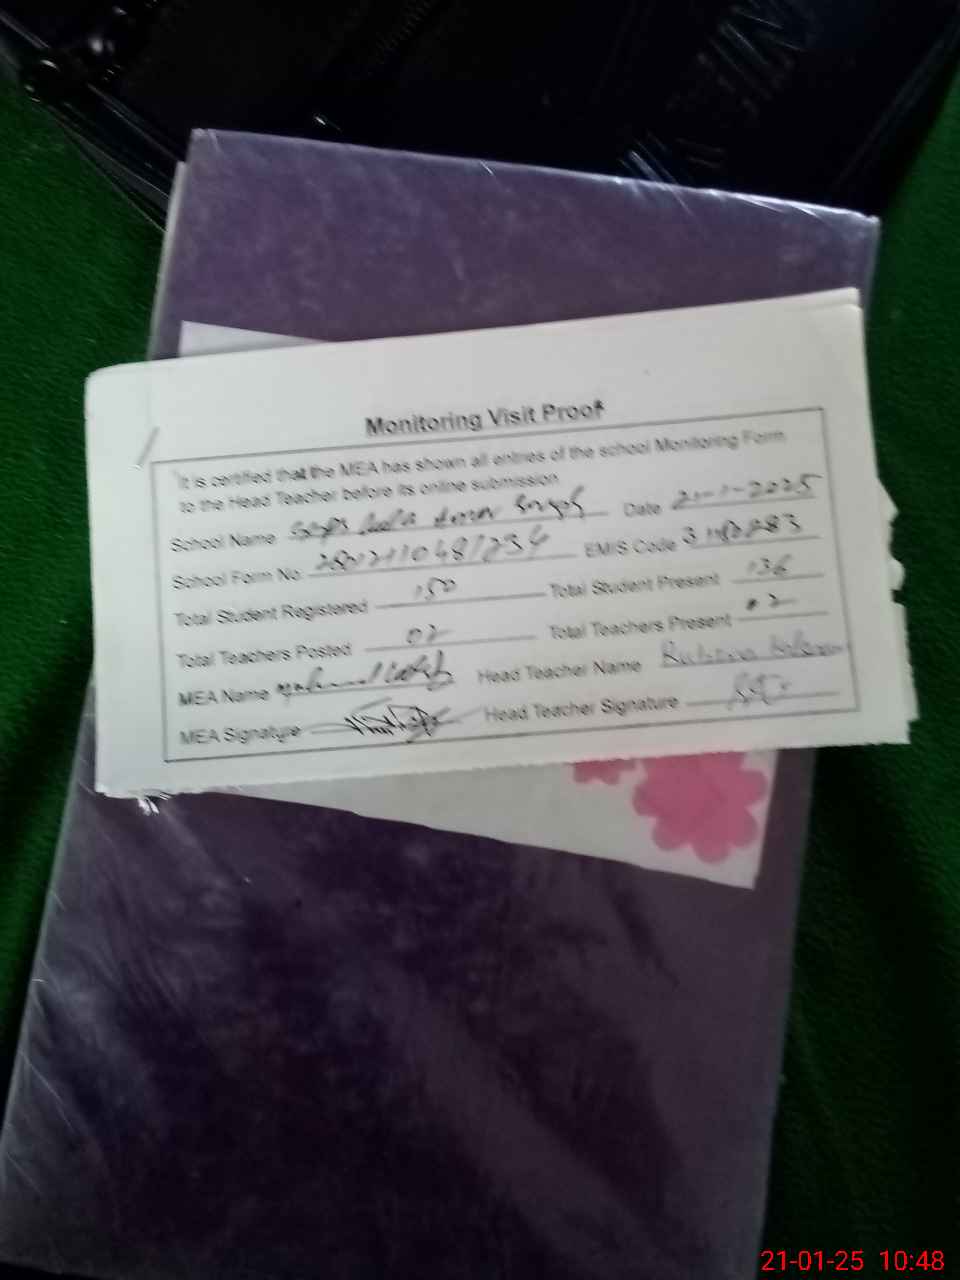 Monitoring Visit Proof
It is certified that the MEA has shown all entries of the school Monitoring Form
to the Head Teacher before its online submission.
School Name Date 21-1-2025
School Form No. EMIS Code
Total Student Registered 150 Total Student Present 136
Total Teachers Posted 02 Total Teachers Present 02
MEA Name Head Teacher Name
MEA Signature Head Teacher Signature
21-01-25 10:48